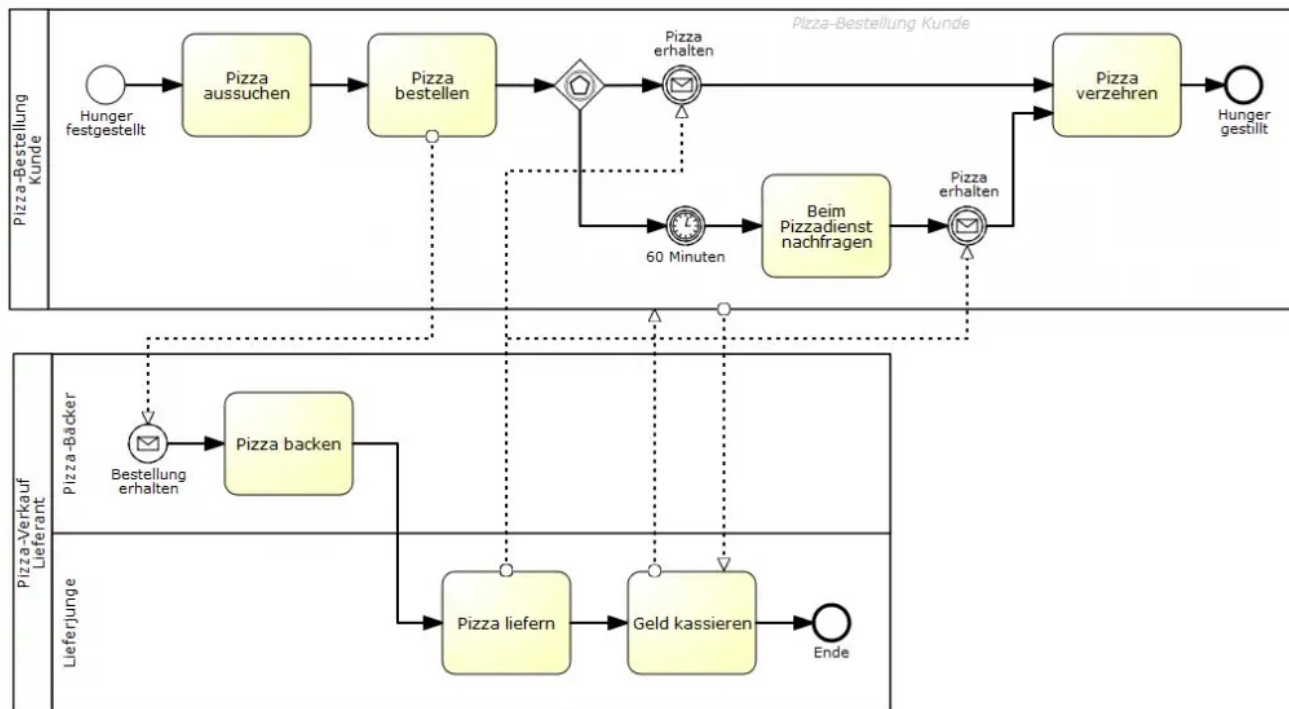 Pizza-Bestellung Kunde
Pizza-Bestellung
Kunde
Hunger
festgestellt
Pizza
aussuchen
Pizza
bestellen
Pizza
erhalten
Pizza
verzehren
Hunger
gestillt
60 Minuten
Beim
Pizzadienst
nachfragen
Pizza
erhalten
Pizza-Verkauf
Lieferant
Pizza-Bäcker
Bestellung
erhalten
Pizza backen
Lieferjunge
Pizza liefern
Geld kassieren
Ende